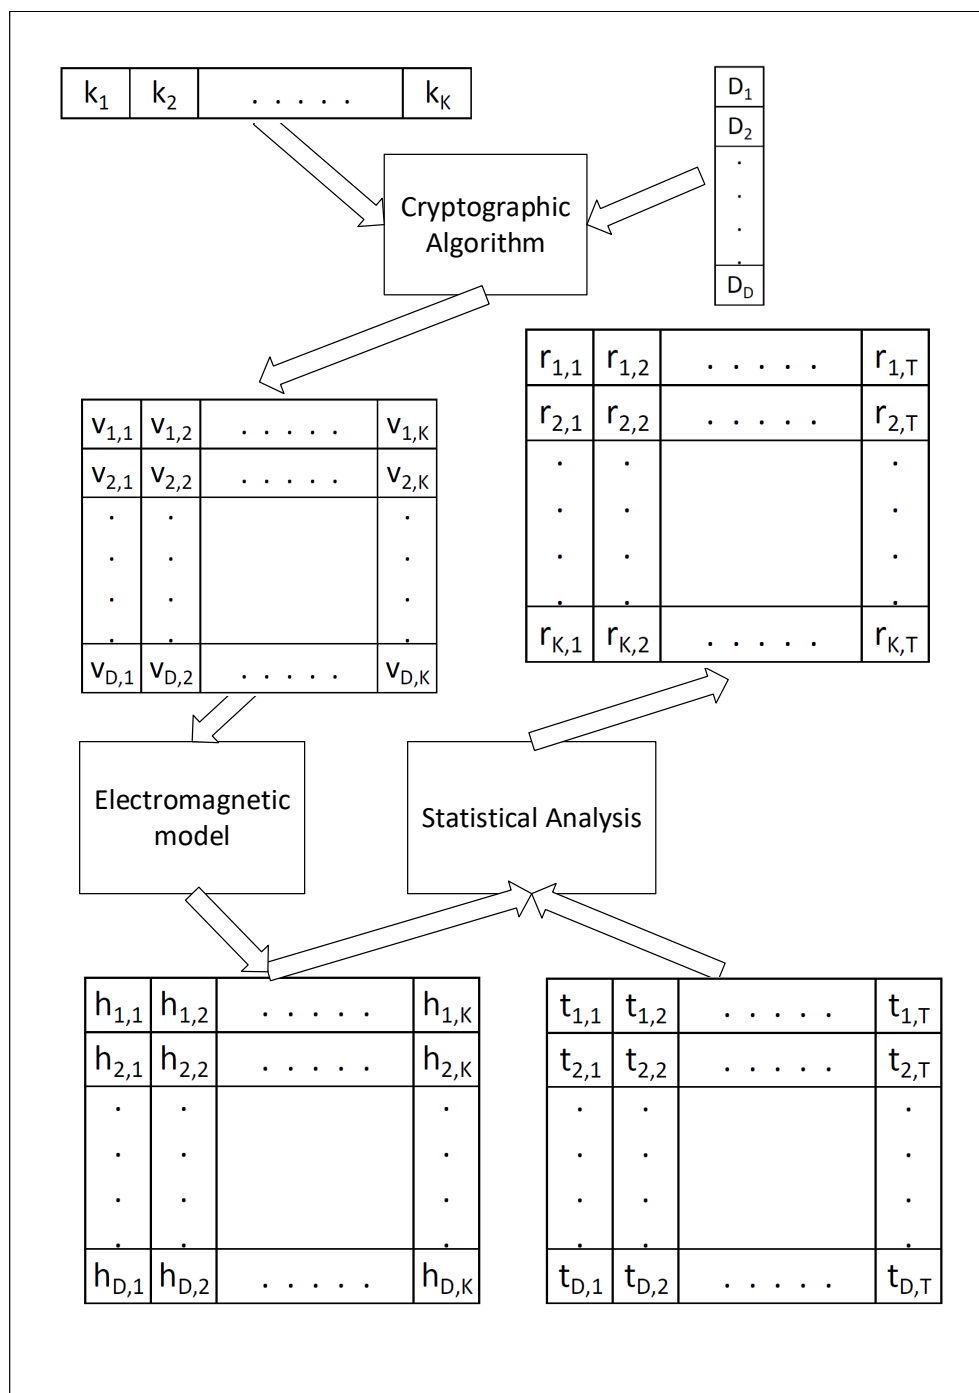 k1 k2 . . . . . kK
D1
D2
.
.
.
.
DD
Cryptographic
Algorithm
r1,1 r1,2 . . . . . r1,T
r2,1 r2,2 . . . . . r2,T
. . .
. . .
. . .
. . .
rK,1 rK,2 . . . . . rK,T
v1,1 v1,2 . . . . . v1,K
v2,1 v2,2 . . . . . v2,K
. . .
. . .
. . .
. . .
vD,1 vD,2 . . . . . vD,K
Electromagnetic
model
Statistical Analysis
h1,1 h1,2 . . . . . h1,K
h2,1 h2,2 . . . . . h2,K
. . .
. . .
. . .
. . .
hD,1 hD,2 . . . . . hD,K
t1,1 t1,2 . . . . . t1,T
t2,1 t2,2 . . . . . t2,T
. . .
. . .
. . .
. . .
tD,1 tD,2 . . . . . tD,T